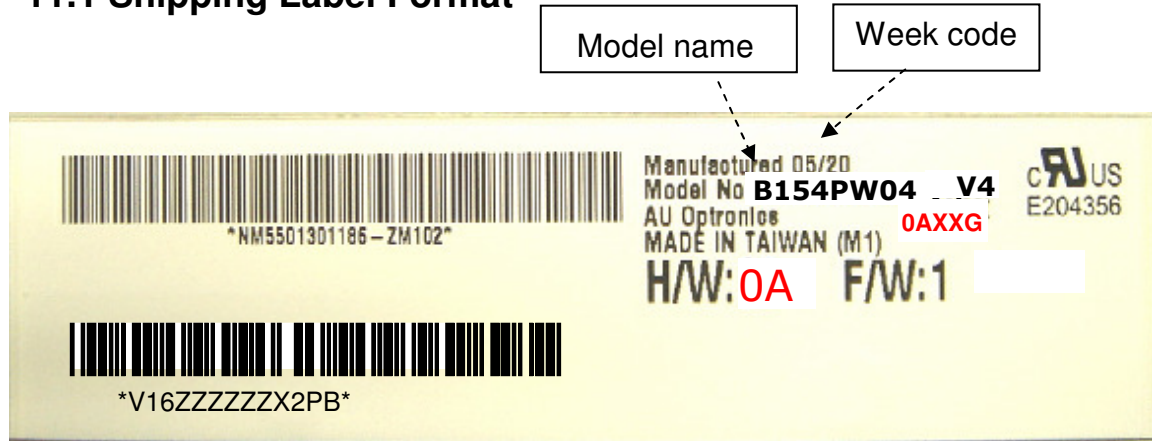 11.1 Shipping Label Format
Model name
Week code
Manufactured 05/20
Model No B154PW04 . V4
AU Optronics 0AXXG
MADE IN TAIWAN (M1)
H/W:0A F/W:1
cRUus
E204356
*NM5501301186-ZM102*
*V16ZZZZZZX2PB*